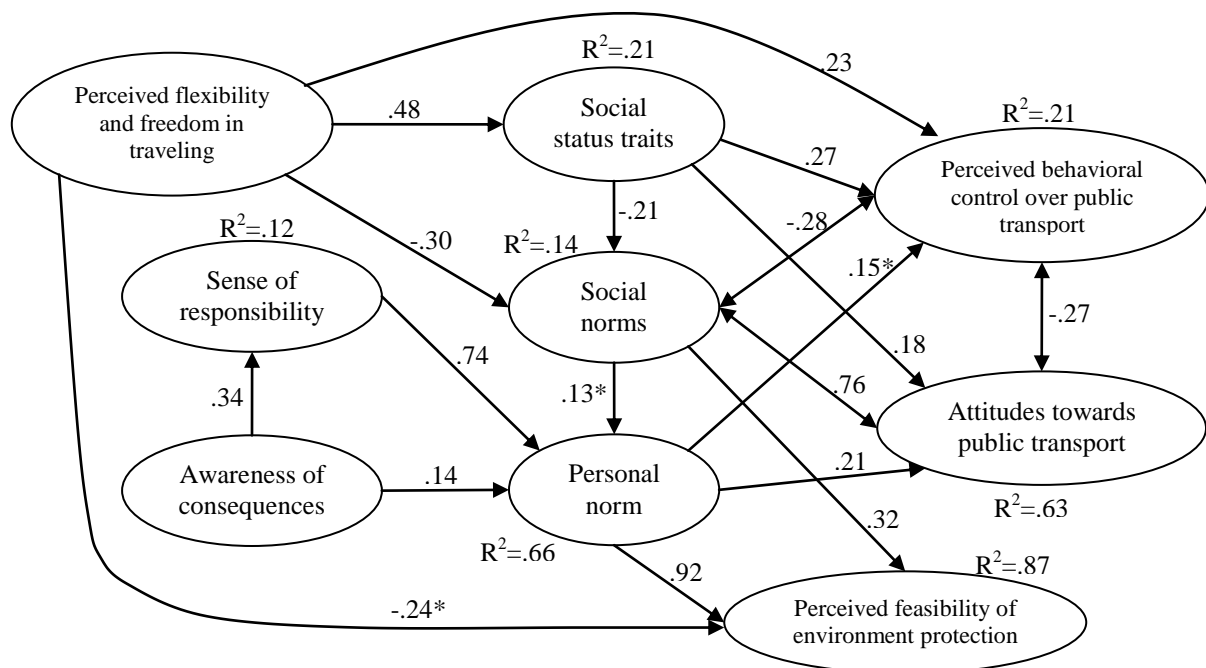 R²=.21
.23
Perceived flexibility
and freedom in
traveling
.48
Social
status traits
R²=.21
.27
Perceived behavioral
control over public
transport
-.21
-.28
R²=.12
-.30
R²=.14
.15*
Sense of
responsibility
Social
norms
-.27
.74
.18
.34
.13*
.76
Attitudes towards
public transport
Awareness of
consequences
.14
Personal
norm
.21
R²=.63
.32
R²=.66
.92
R²=.87
-.24*
Perceived feasibility of
environment protection